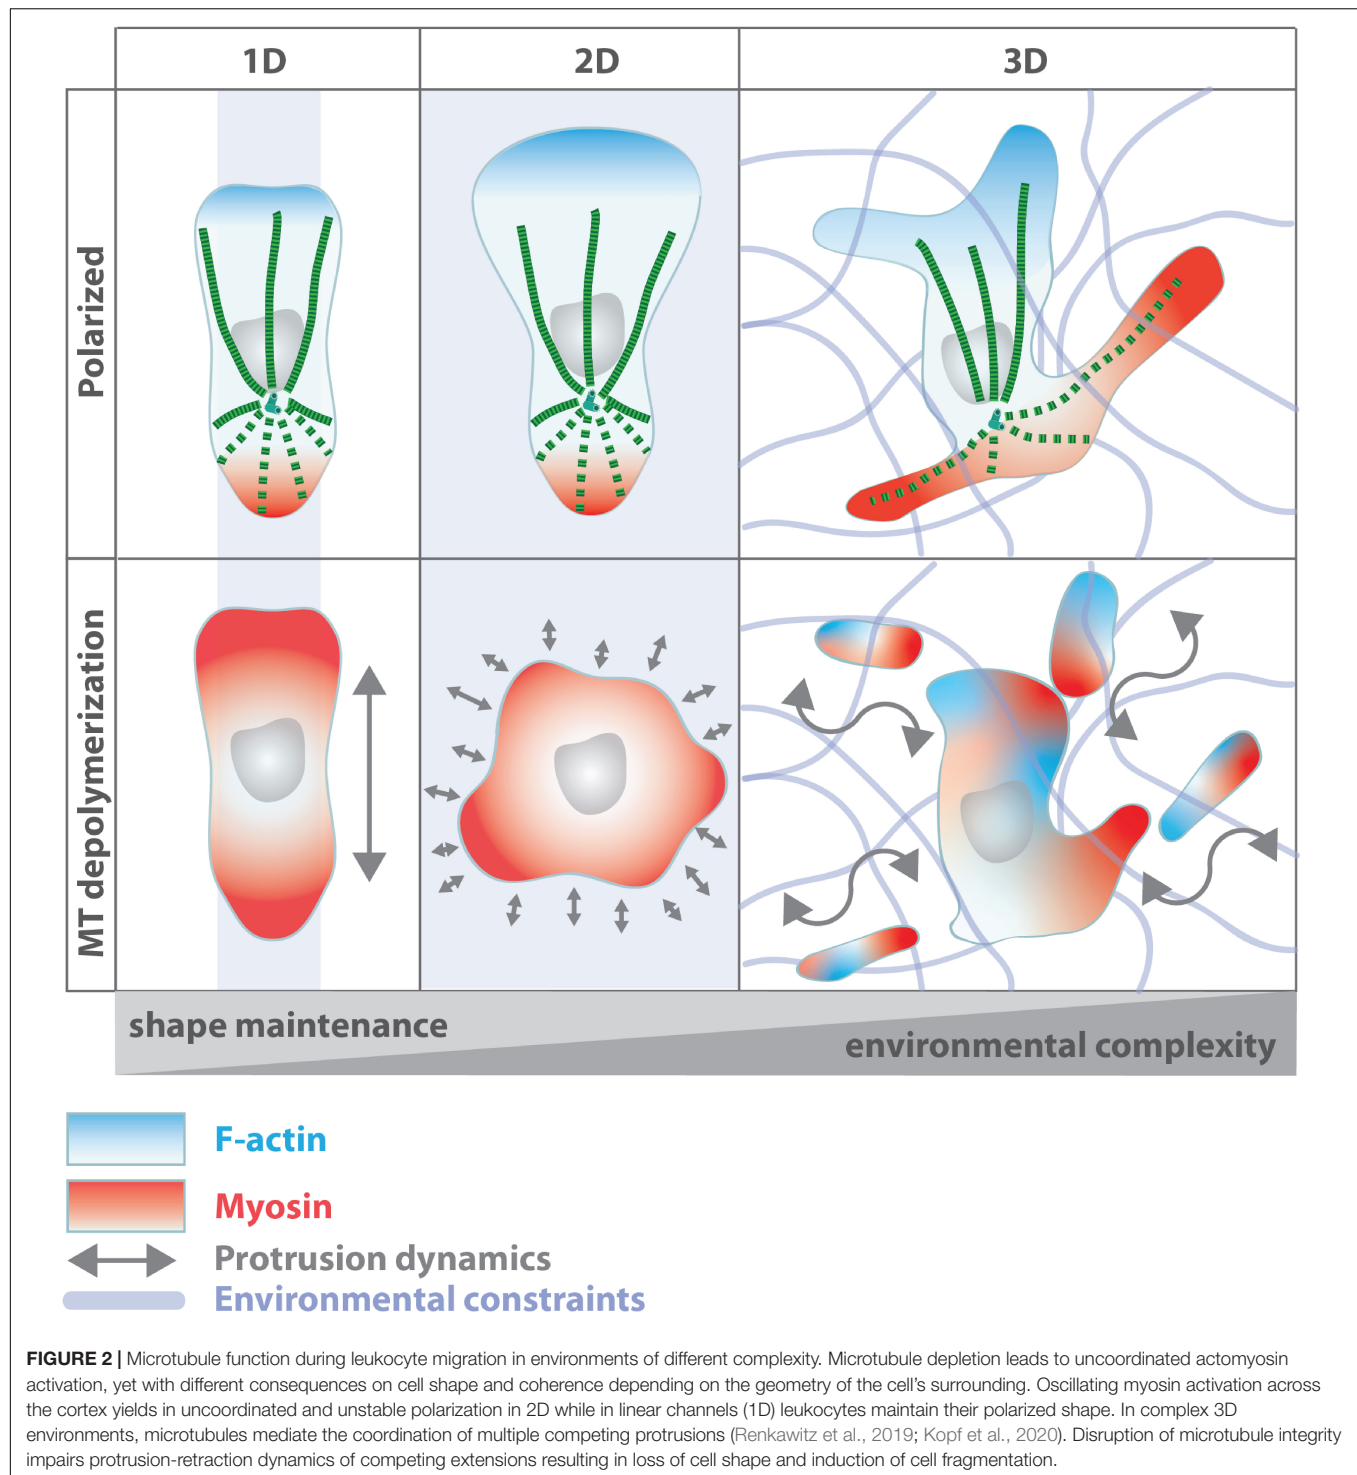 1D
2D
3D
Polarized
MT depolymerization
shape maintenance
environmental complexity
F-actin
Myosin
Protrusion dynamics
Environmental constraints
FIGURE 2 | Microtubule function during leukocyte migration in environments of different complexity. Microtubule depletion leads to uncoordinated actomyosin
activation, yet with different consequences on cell shape and coherence depending on the geometry of the cell's surrounding. Oscillating myosin activation across
the cortex yields in uncoordinated and unstable polarization in 2D while in linear channels (1D) leukocytes maintain their polarized shape. In complex 3D
environments, microtubules mediate the coordination of multiple competing protrusions (Renkawitz et al., 2019; Kopf et al., 2020). Disruption of microtubule integrity
impairs protrusion-retraction dynamics of competing extensions resulting in loss of cell shape and induction of cell fragmentation.